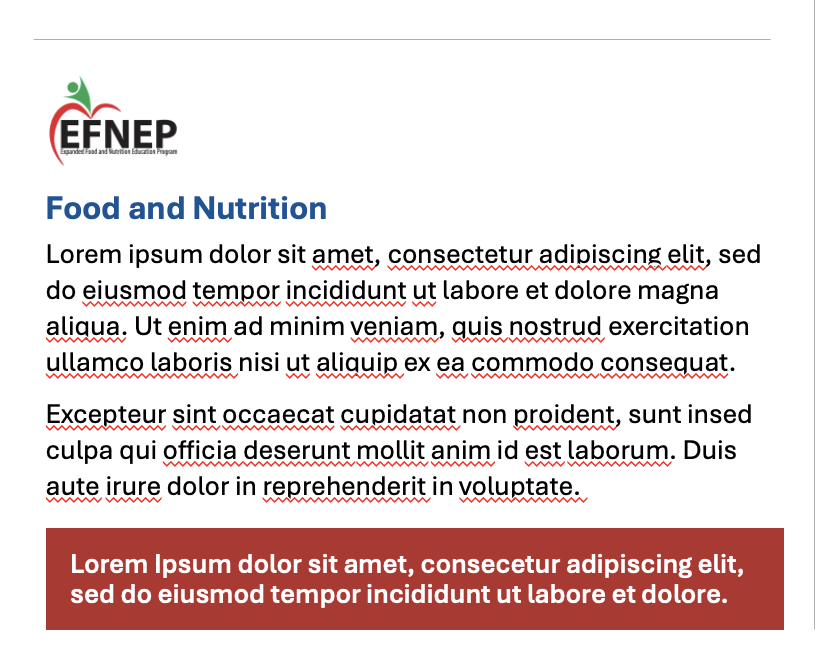 EFNEP
Expanded Food and Nutrition Education Program
Food and Nutrition
Lorem ipsum dolor sit amet, consectetur adipiscing elit, sed
do eiusmod tempor incididunt ut labore et dolore magna
aliqua. Ut enim ad minim veniam, quis nostrud exercitation
ullamco laboris nisi ut aliquip ex ea commodo consequat.
Excepteur sint occaecat cupidatat non proident, sunt insed
culpa qui officia deserunt mollit anim id est laborum. Duis
aute irure dolor in reprehenderit in voluptate.
Lorem Ipsum dolor sit amet, consecetur adipiscing elit,
sed do eiusmod tempor incididunt ut labore et dolore.